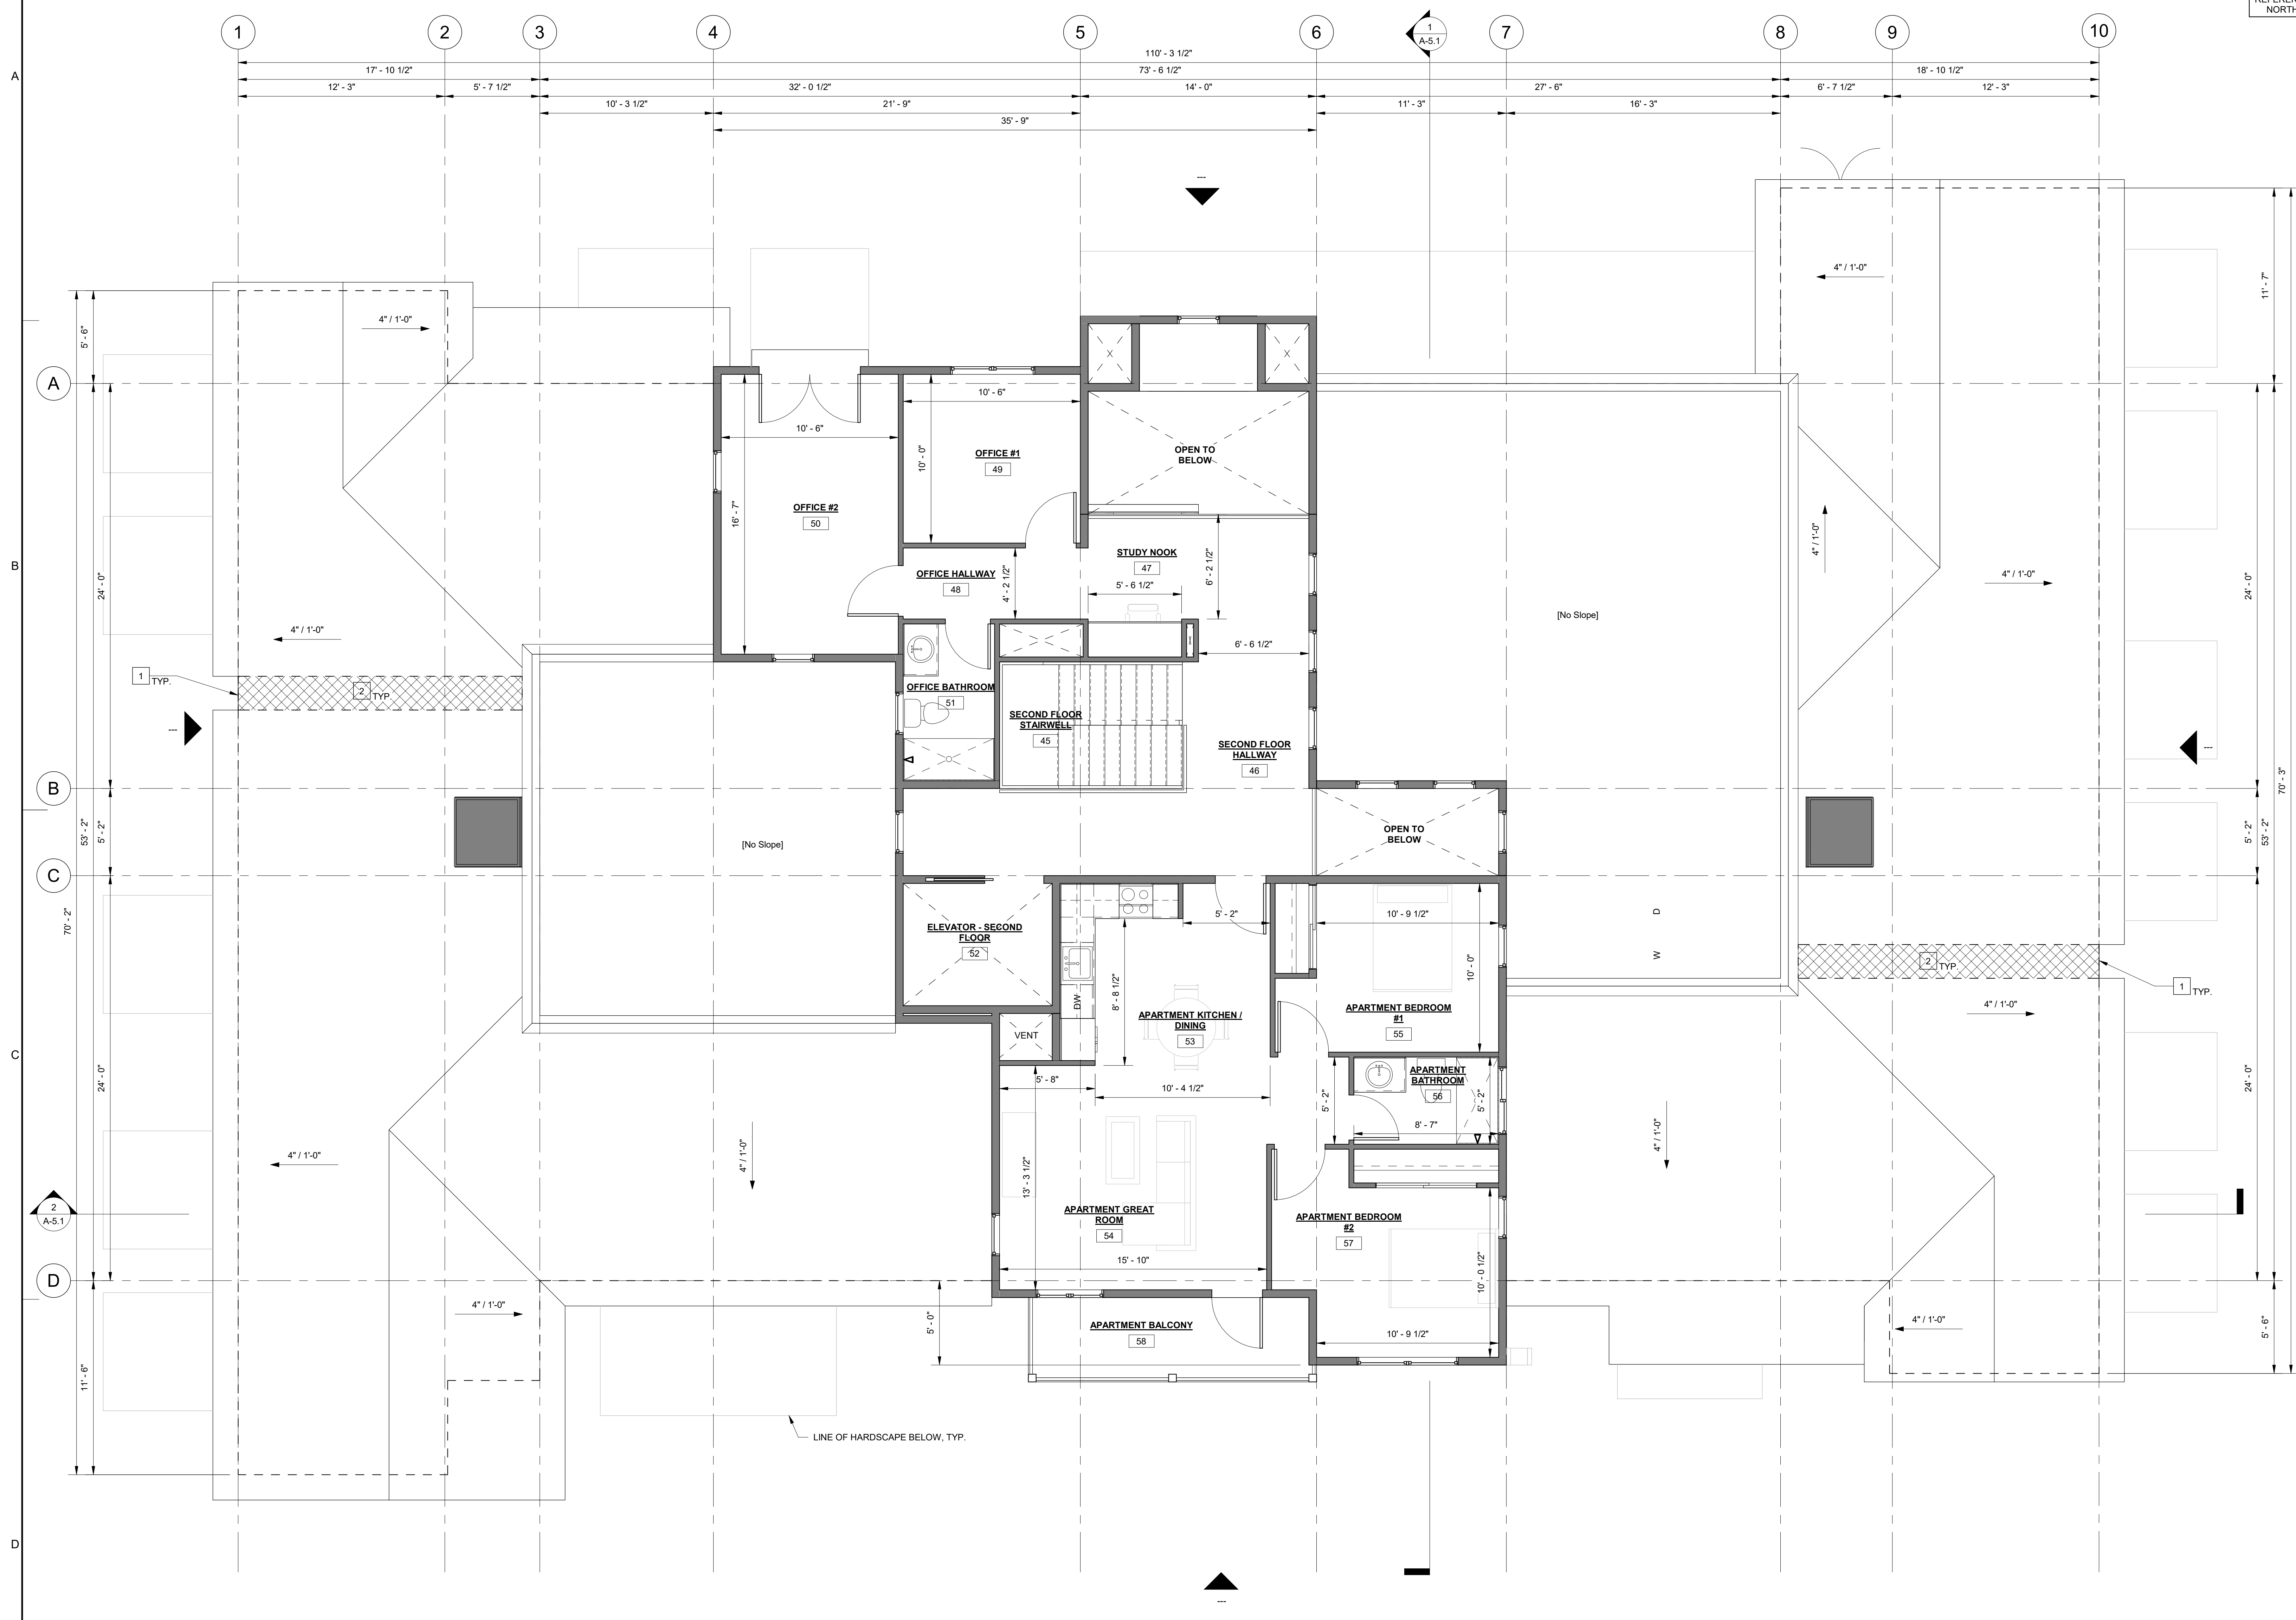 NORTH
1
2
3
4
5
6
1
A-5.1
7
8
9
10
110' - 3 1/2"
17' - 10 1/2"
73' - 6 1/2"
18' - 10 1/2"
12' - 3"
5' - 7 1/2"
32' - 0 1/2"
14' - 0"
27' - 6"
6' - 7 1/2"
12' - 3"
10' - 3 1/2"
21' - 9"
11' - 3"
16' - 3"
35' - 9"
A
B
C
D
A
B
C
D
---
4" / 1'-0"
4" / 1'-0"
5' - 6"
11' - 7"
24' - 0"
24' - 0"
5' - 2"
53' - 2"
70' - 2"
24' - 0"
11' - 6"
5' - 2"
53' - 2"
70' - 3"
24' - 0"
5' - 6"
10' - 6"
10' - 6"
10' - 0"
16' - 7"
OFFICE #1
49
OFFICE #2
50
OPEN TO
BELOW
STUDY NOOK
47
5' - 6 1/2"
6' - 2 1/2"
OFFICE HALLWAY
48
4' - 2 1/2"
6' - 6 1/2"
[No Slope]
4" / 1'-0"
4" / 1'-0"
4" / 1'-0"
1
TYP.
2
TYP.
---
OFFICE BATHROOM
51
SECOND FLOOR
STAIRWELL
45
SECOND FLOOR
HALLWAY
46
---
[No Slope]
OPEN TO
BELOW
ELEVATOR - SECOND
FLOOR
52
VENT
DW
5' - 2"
8' - 8 1/2"
APARTMENT KITCHEN /
DINING
53
10' - 9 1/2"
10' - 0"
APARTMENT BEDROOM
#1
55
D
W
2
TYP.
1
TYP.
4" / 1'-0"
5' - 8"
10' - 4 1/2"
5' - 2"
APARTMENT
BATHROOM
56
5' - 2"
8' - 7"
4" / 1'-0"
4" / 1'-0"
4" / 1'-0"
13' - 3 1/2"
APARTMENT GREAT
ROOM
54
15' - 10"
APARTMENT BEDROOM
#2
57
10' - 0 1/2"
10' - 9 1/2"
2
A-5.1
4" / 1'-0"
4" / 1'-0"
5' - 0"
APARTMENT BALCONY
58
LINE OF HARDSCAPE BELOW, TYP.
---